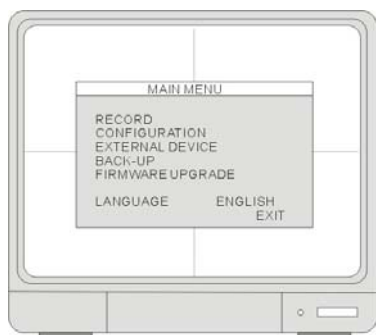 MAIN MENU
RECORD
CONFIGURATION
EXTERNAL DEVICE
BACK-UP
FIRMWARE UPGRADE
LANGUAGE ENGLISH
EXIT